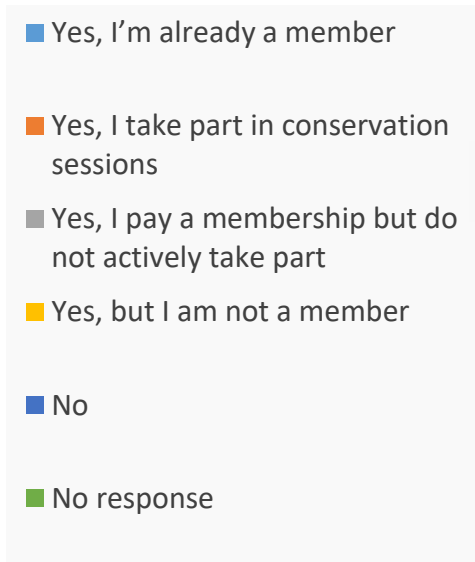 Yes, I’m already a member
Yes, I take part in conservation
sessions
Yes, I pay a membership but do
not actively take part
Yes, but I am not a member
No
No response